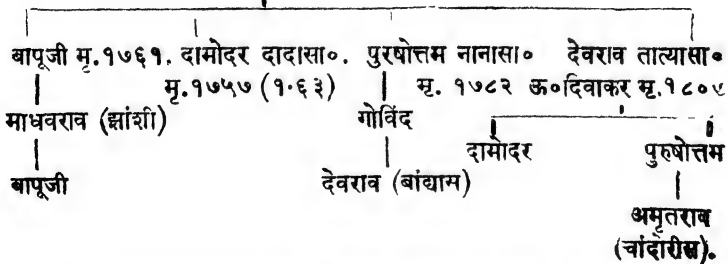 बापूजी मृ.१७६१. दामोदर दादासा०. पुरषोत्तम नानासा० देवराव तात्यासा०
मृ.१७५७ (१.६३) मृ. १७८२ ऊ०दिवाकर मृ.
माधवराव (झांशी) गोविंद
दामोदर पुरुषोत्तम
बापूजी देवराव (बांद्यास)
अमृतराव
(चांदोरीस).